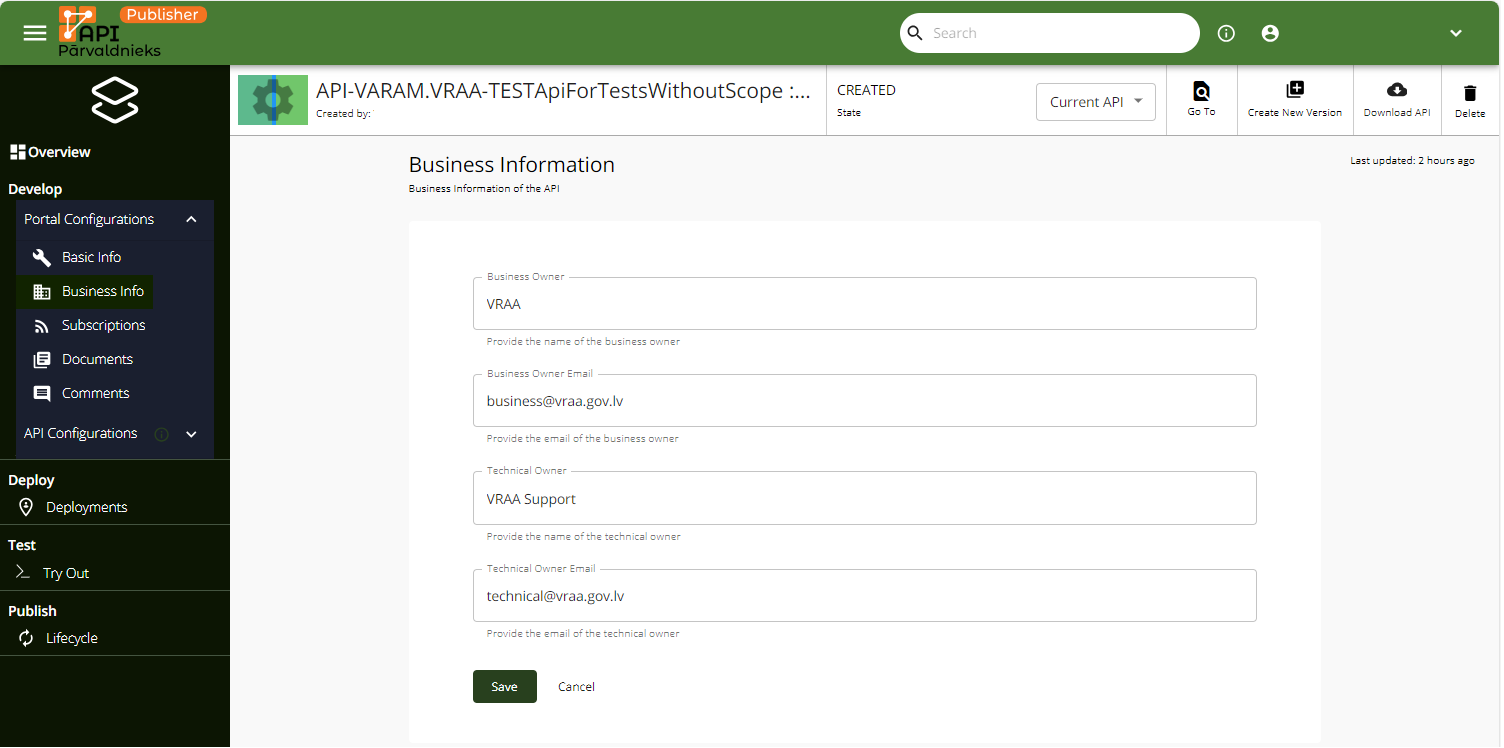 API
Pārvaldnieks
Publisher
Search
API-VARAM.VRAA-TESTApiForTestsWithoutScope :...
Created by:
CREATED
State
Current API
Go To
Create New Version
Download API
Delete
Overview
Develop
Portal Configurations
Basic Info
Business Info
Subscriptions
Documents
Comments
API Configurations
Deploy
Deployments
Test
Try Out
Publish
Lifecycle
Business Information
Business Information of the API
Last updated: 2 hours ago
Business Owner
VRAA
Provide the name of the business owner
Business Owner Email
business@vraa.gov.lv
Provide the email of the business owner
Technical Owner
VRAA Support
Provide the name of the technical owner
Technical Owner Email
technical@vraa.gov.lv
Provide the email of the technical owner
Save
Cancel